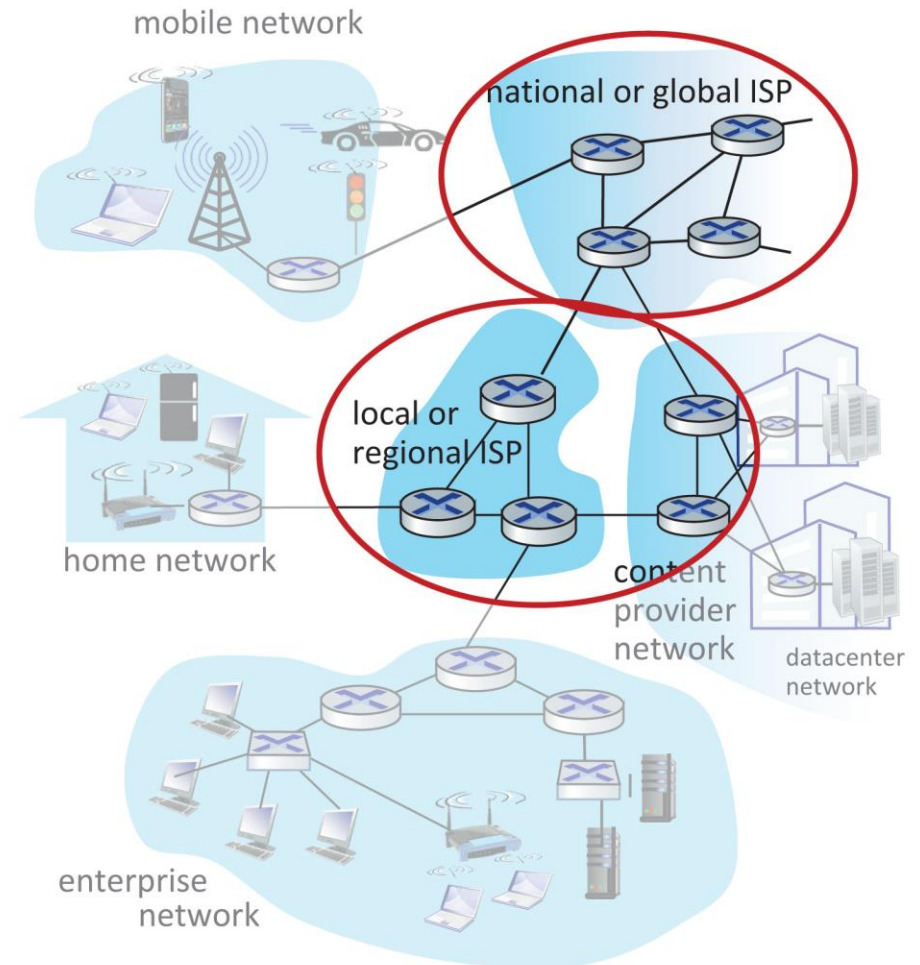 mobile network
national or global ISP
local or
regional ISP
home network
content
provider
network
datacenter
network
enterprise
network